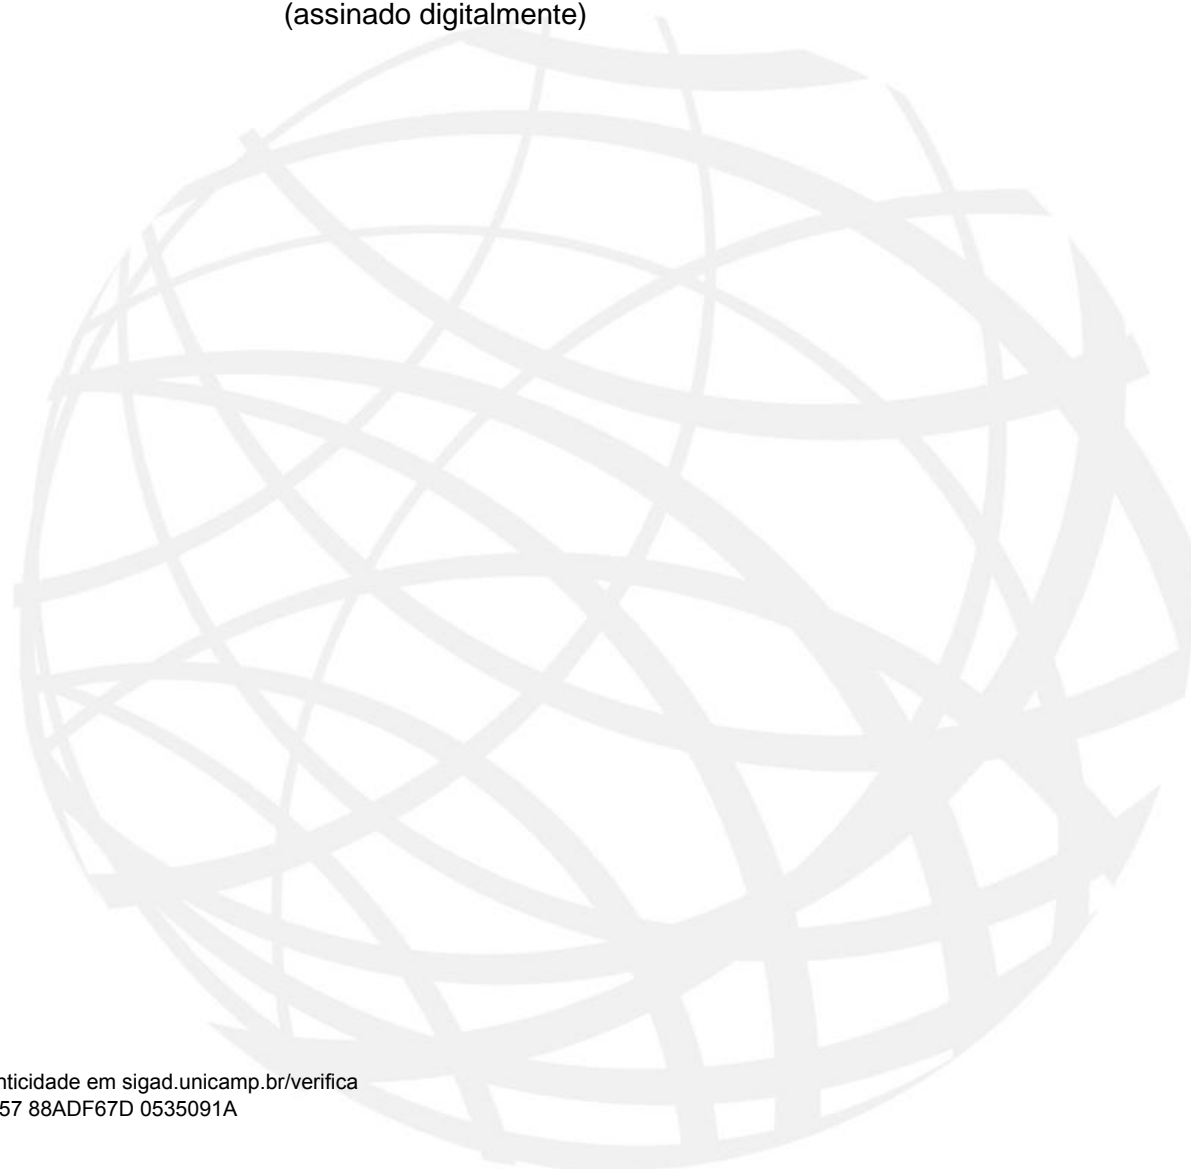 (assinado digitalmente)
nticidade em sigad.unicamp.br/verifica
57 88ADF67D 0535091A